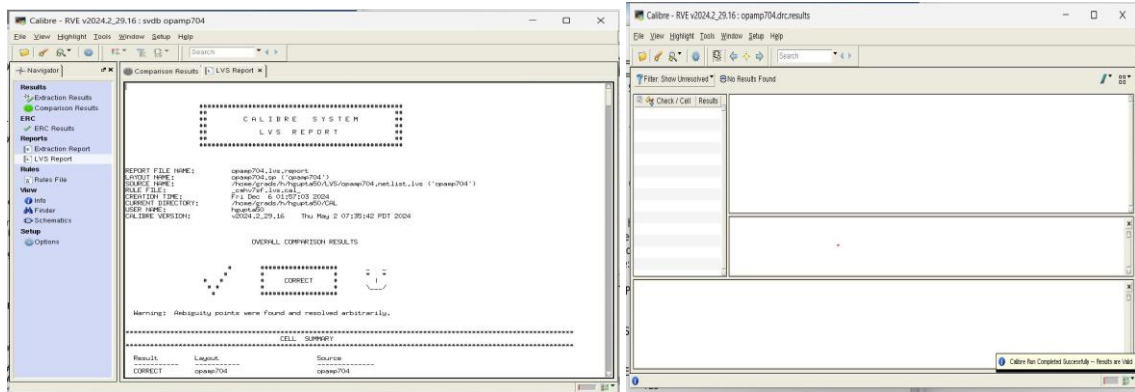 Calibre - RVE v2024.2_29.16 : svdb opamp704
File View Highlight Tools Window Setup Help
Search
Navigator
Comparison Results
LVS Report
Results
Extraction Results
Comparison Results
ERC
ERC Results
Reports
Extraction Report
LVS Report
Rules
Rules File
View
Info
Finder
Schematics
Setup
Options
CALIBRE SYSTEM
LVS REPORT
REPORT FILE NAME: opamp704.lvs.report
LAYOUT NAME: opamp704.sp ('opamp704')
SOURCE NAME: /home/grads/h/hgupta50/LVS/opamp704.netlist.lvs ('opamp704')
RULE FILE: _cmhv7sf.lvs.cal_
CREATION TIME: Fri Dec 6 01:57:03 2024
CURRENT DIRECTORY: /home/grads/h/hgupta50/CAL
USER NAME: hgupta50
CALIBRE VERSION: v2024.2_29.16 Thu May 2 07:35:42 PDT 2024
OVERALL COMPARISON RESULTS
CORRECT
Warning: Ambiguity points were found and resolved arbitrarily.
CELL SUMMARY
Result Layout Source
CORRECT opamp704 opamp704
Calibre - RVE v2024.2_29.16 : opamp704.drc.results
File View Highlight Tools Window Setup Help
Search
Filter: Show Unresolved
No Results Found
Check / Cell Results
Calibre Run Completed Successfully -- Results are Valid